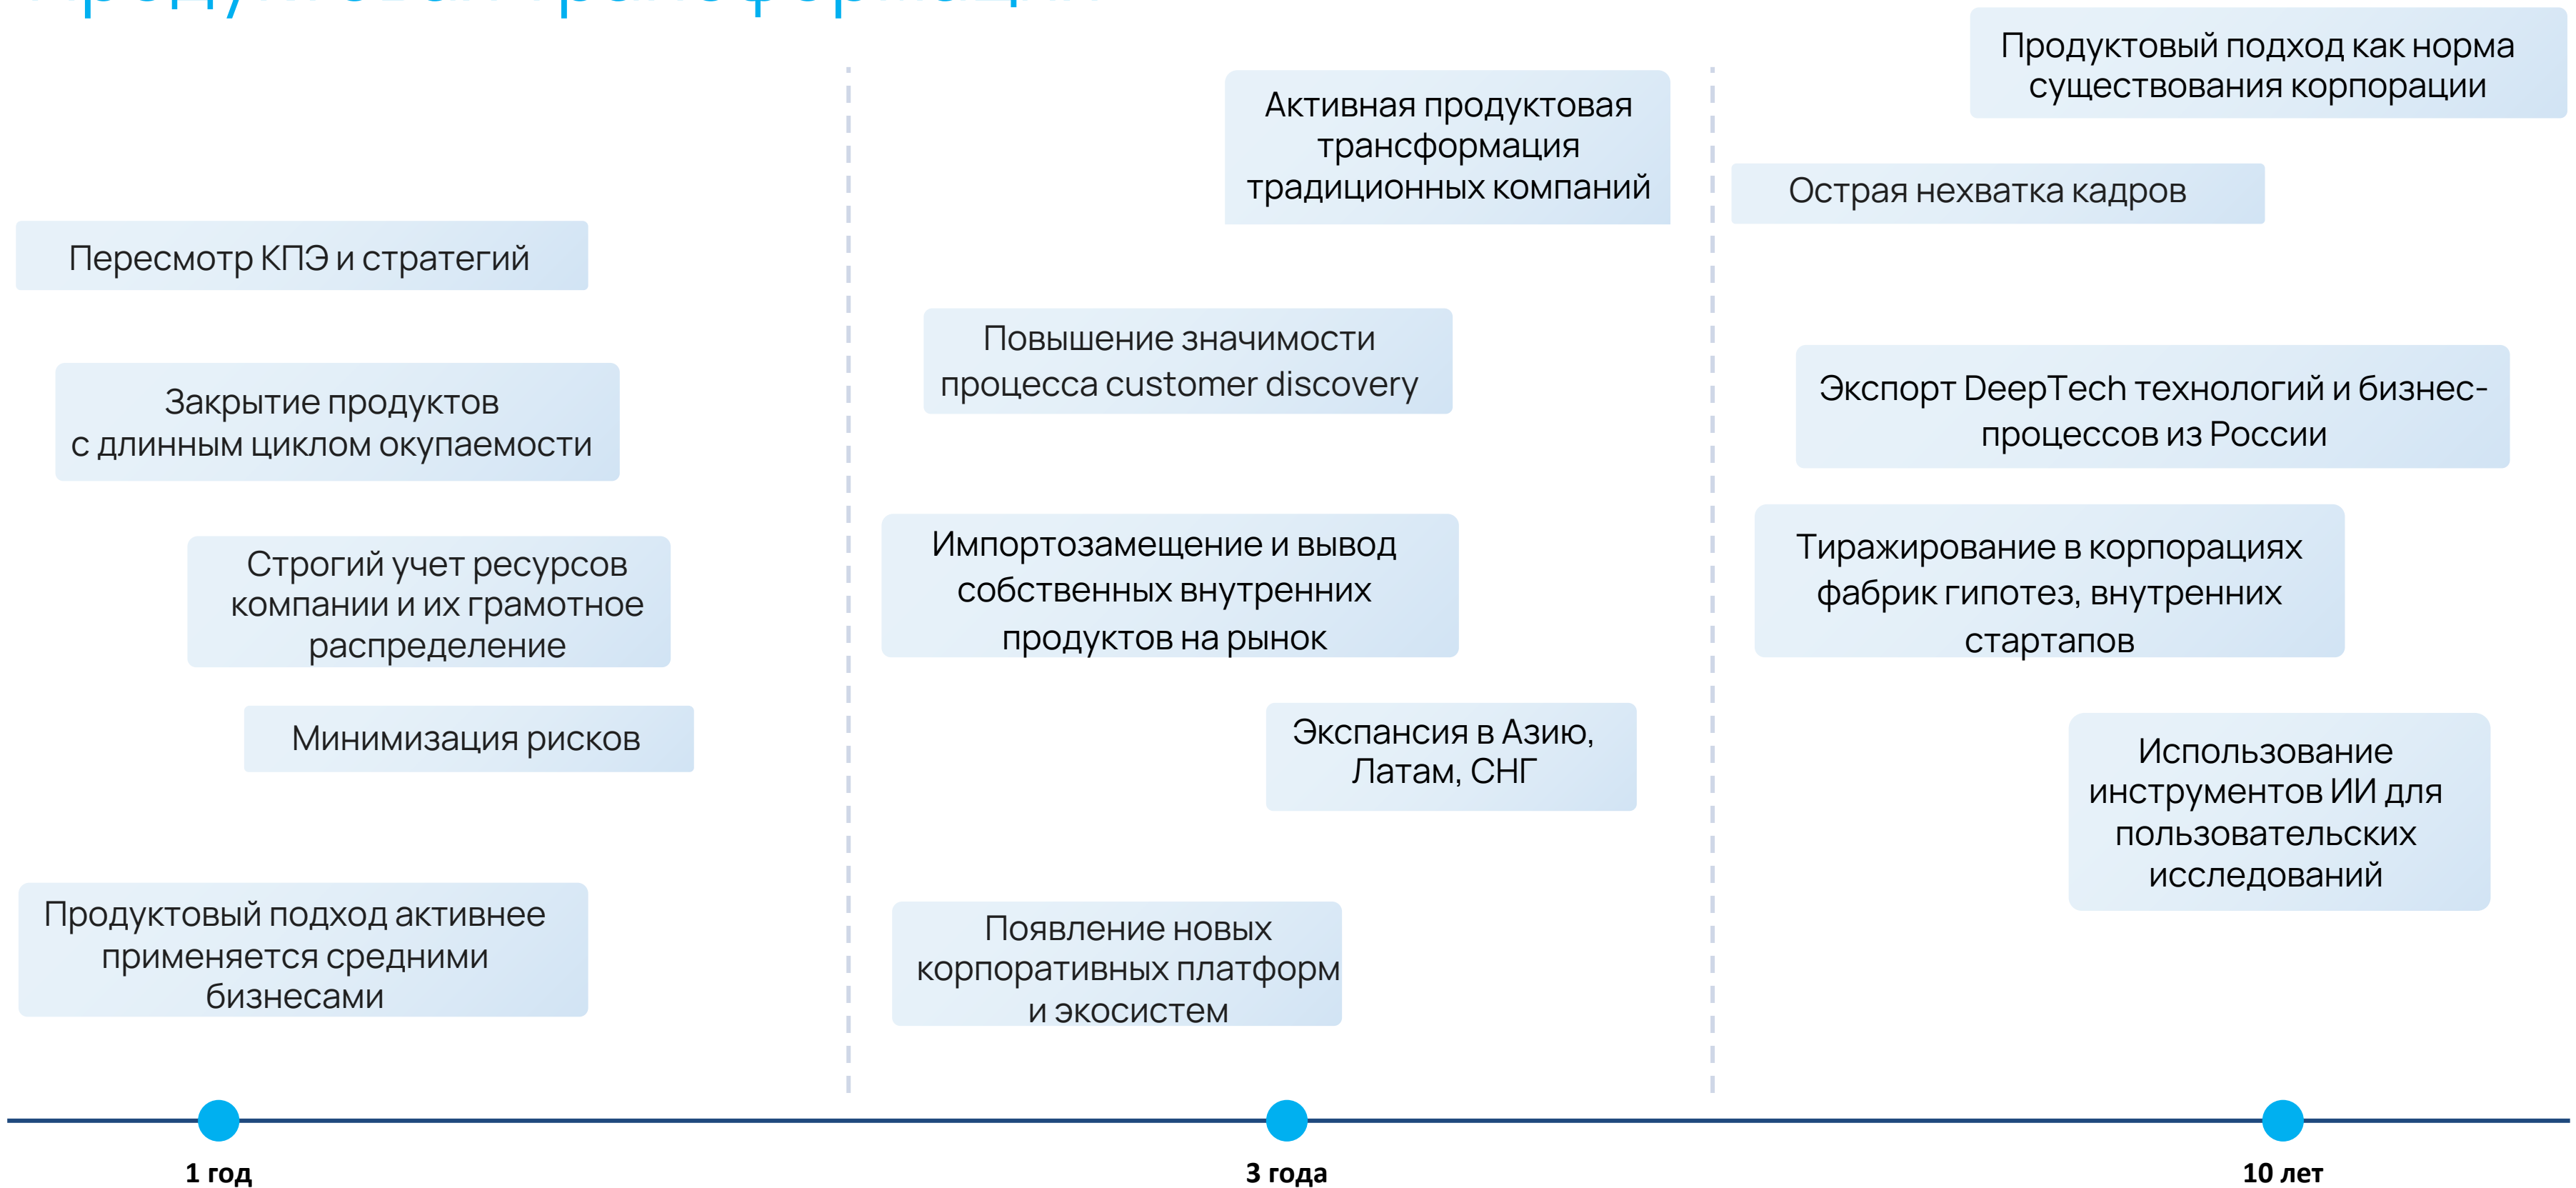 Продуктовая трансформация
Пересмотр КПЭ и стратегий
Закрытие продуктов
с длинным циклом окупаемости
Строгий учет ресурсов
компании и их грамотное
распределение
Минимизация рисков
Продуктовый подход активнее
применяется средними
бизнесами
Активная продуктовая
трансформация
традиционных компаний
Повышение значимости
процесса customer discovery
Импортозамещение и вывод
собственных внутренних
продуктов на рынок
Экспансия в Азию,
Латам, СНГ
Появление новых
корпоративных платформ
и экосистем
Продуктовый подход как норма
существования корпорации
Острая нехватка кадров
Экспорт DeepTech технологий и бизнес-
процессов из России
Тиражирование в корпорациях
фабрик гипотез, внутренних
стартапов
Использование
инструментов ИИ для
пользовательских
исследований
1 год
3 года
10 лет